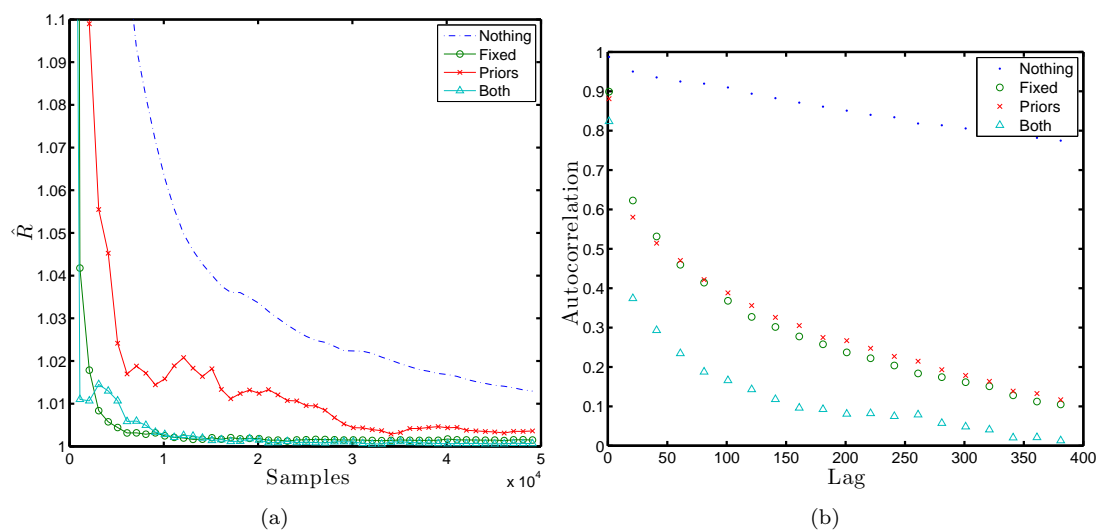 1.1
1.09
1.08
1.07
1.06
1.05
1.04
1.03
1.02
1.01
1
R̂
0 1 2 3 4 5
x 10⁴
Samples
Nothing
Fixed
Priors
Both
(a)
1
0.9
0.8
0.7
0.6
0.5
0.4
0.3
0.2
0.1
0
Autocorrelation
0 50 100 150 200 250 300 350 400
Lag
Nothing
Fixed
Priors
Both
(b)